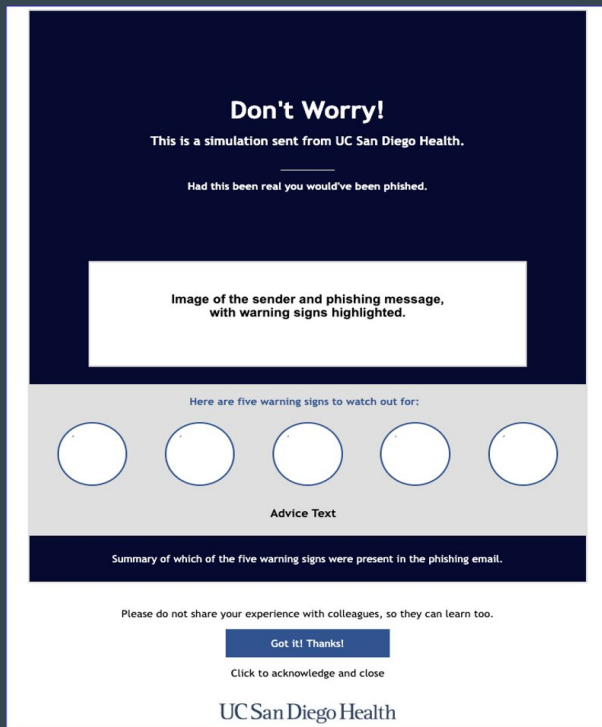 Don't Worry!
This is a simulation sent from UC San Diego Health.
Had this been real you would've been phished.
Image of the sender and phishing message,
with warning signs highlighted.
Here are five warning signs to watch out for:
Advice Text
Summary of which of the five warning signs were present in the phishing email.
Please do not share your experience with colleagues, so they can learn too.
Got it! Thanks!
Click to acknowledge and close
UC San Diego Health